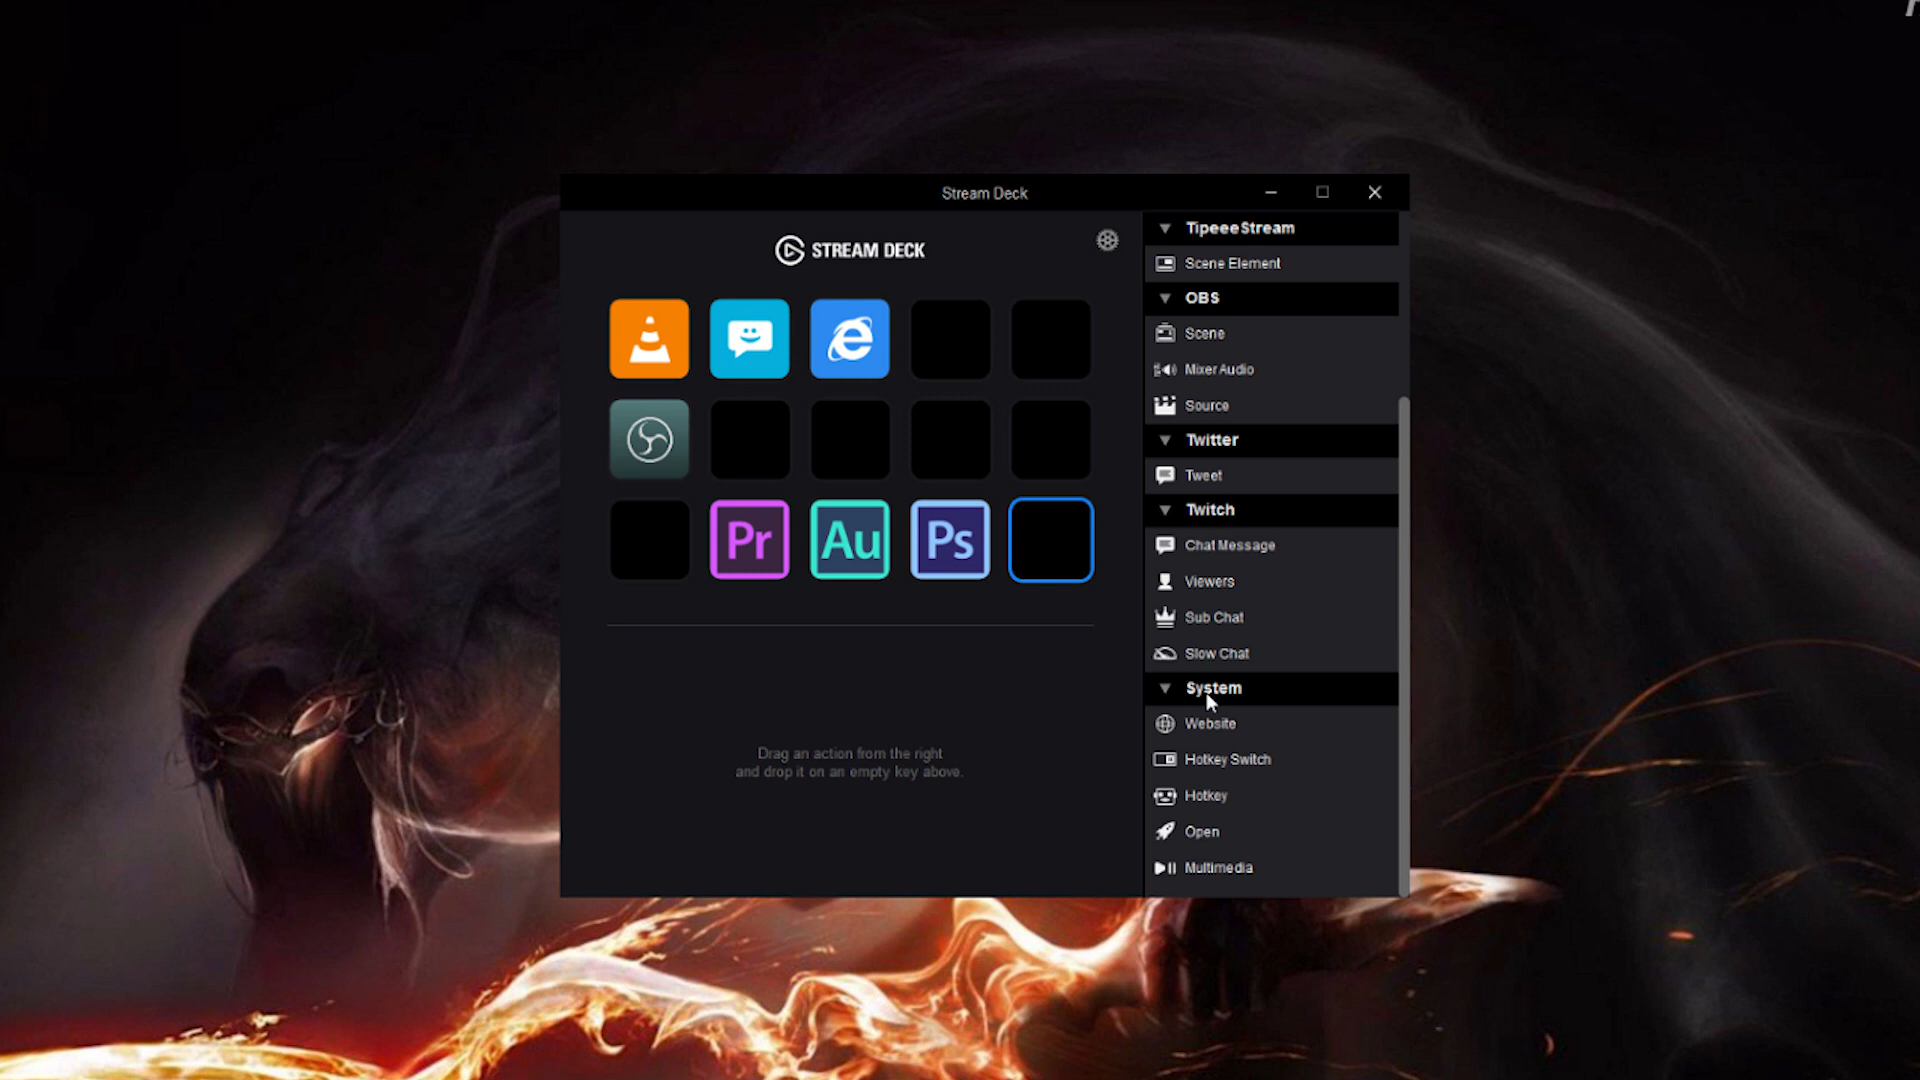 Stream Deck
STREAM DECK
Pr
Au
Ps
Drag an action from the right
and drop it on an empty key above.
TipeeeStream
Scene Element
OBS
Scene
Mixer Audio
Source
Twitter
Tweet
Twitch
Chat Message
Viewers
Sub Chat
Slow Chat
System
Website
Hotkey Switch
Hotkey
Open
Multimedia